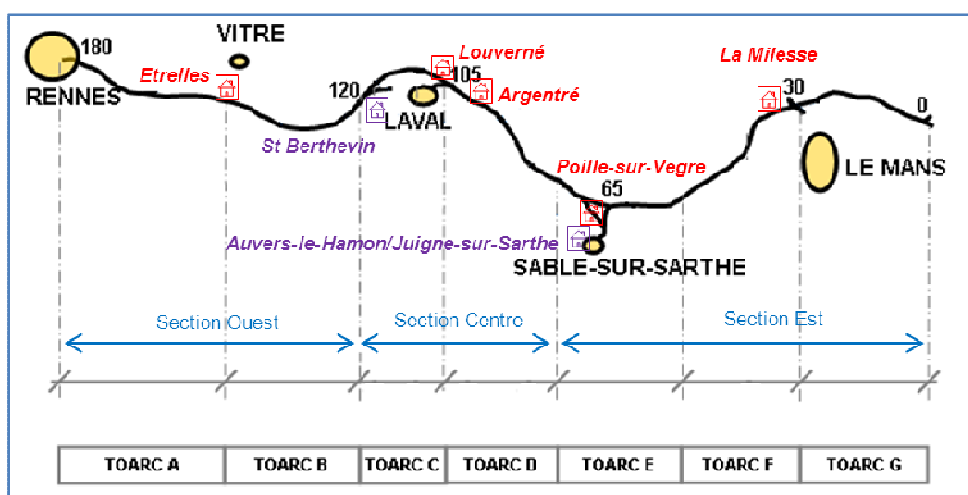 VITRE
180
Louverné
La Milesse
Etrelles
105
RENNES
120
Argentré
30
0
LAVAL
St Berthevin
Poille-sur-Vegre
LE MANS
65
Auvers-le-Hamon/Juigne-sur-Sarthe
SABLE-SUR-SARTHE
Section Ouest
Section Centro
Section Est
TOARC A
TOARC B
TOARC C
TOARC D
TOARC E
TOARC F
TOARC G